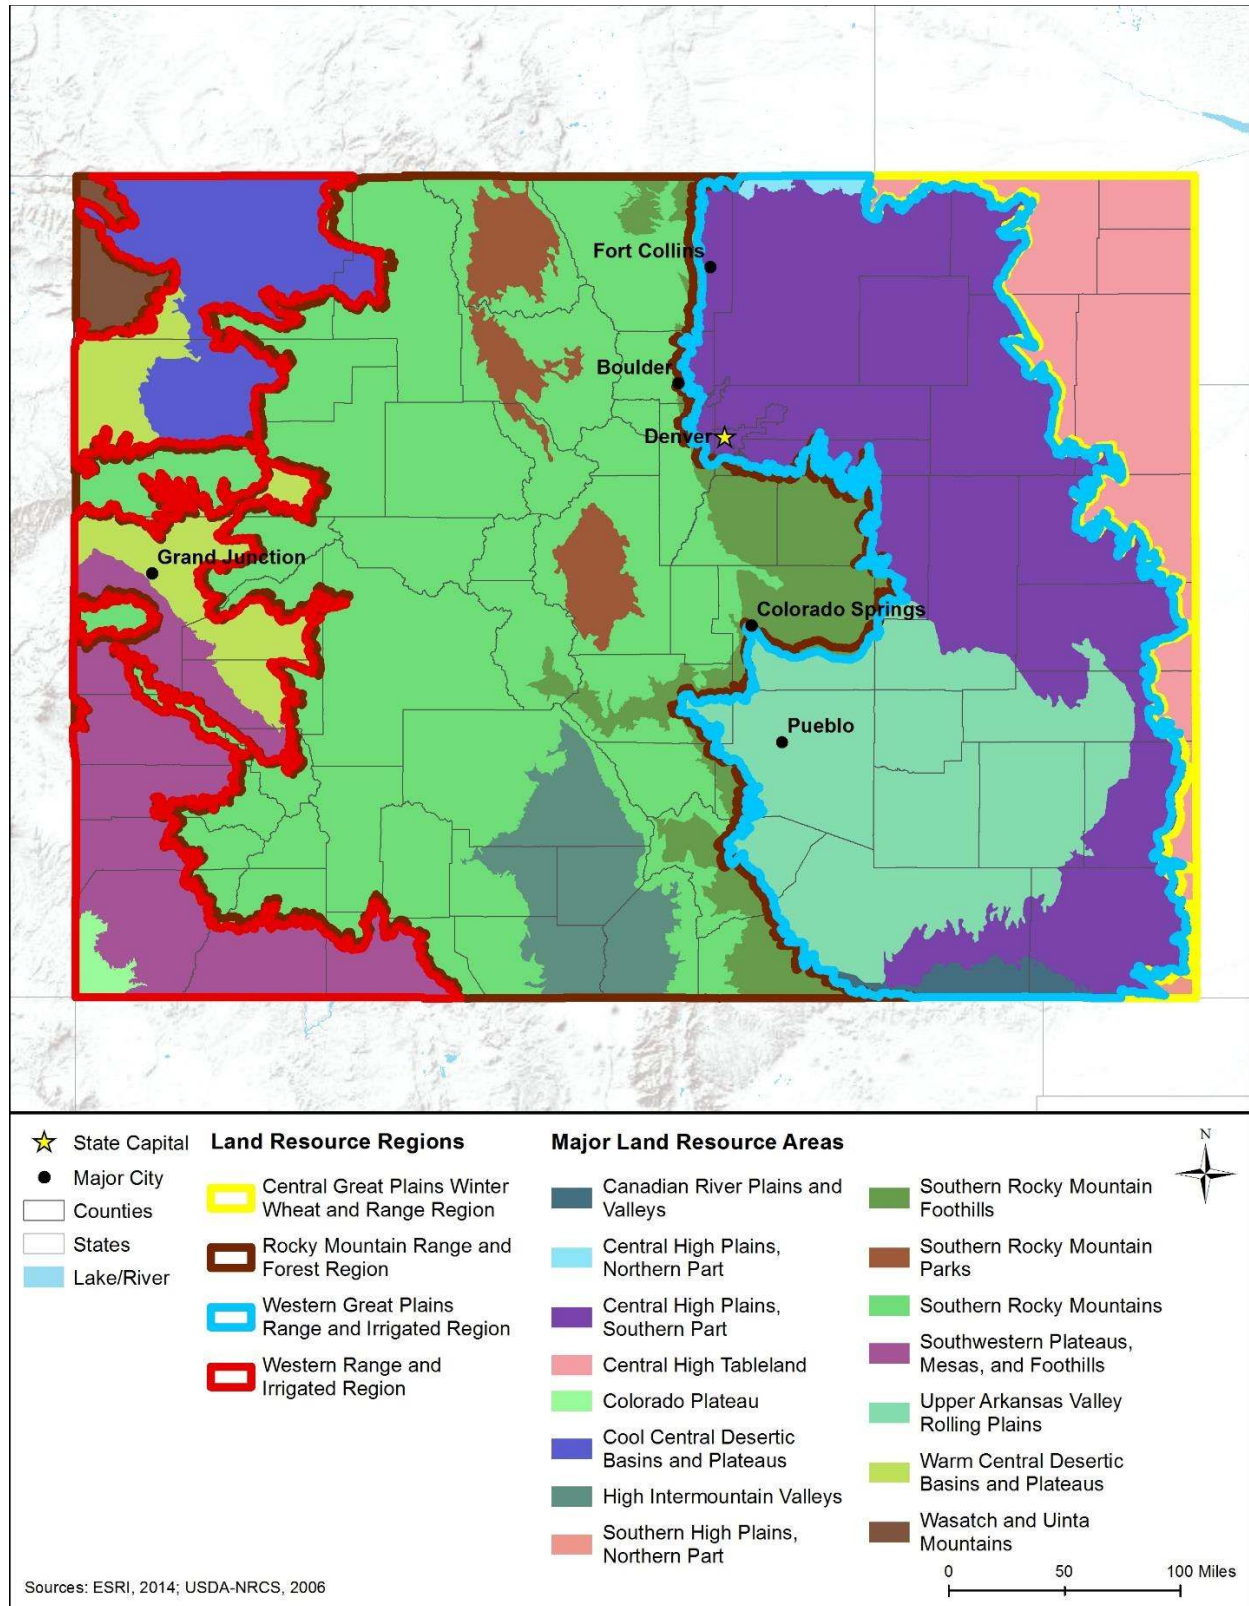 Fort Collins
Boulder
Denver
Grand Junction
Colorado Springs
Pueblo
State Capital
Major City
Counties
States
Lake/River
Land Resource Regions
Central Great Plains Winter
Wheat and Range Region
Rocky Mountain Range and
Forest Region
Western Great Plains
Range and Irrigated Region
Western Range and
Irrigated Region
Major Land Resource Areas
Canadian River Plains and
Valleys
Central High Plains,
Northern Part
Central High Plains,
Southern Part
Central High Tableland
Colorado Plateau
Cool Central Desertic
Basins and Plateaus
High Intermountain Valleys
Southern High Plains,
Northern Part
Southern Rocky Mountain
Foothills
Southern Rocky Mountain
Parks
Southern Rocky Mountains
Southwestern Plateaus,
Mesas, and Foothills
Upper Arkansas Valley
Rolling Plains
Warm Central Desertic
Basins and Plateaus
Wasatch and Uinta
Mountains
N
0 50 100 Miles
Sources: ESRI, 2014; USDA-NRCS, 2006